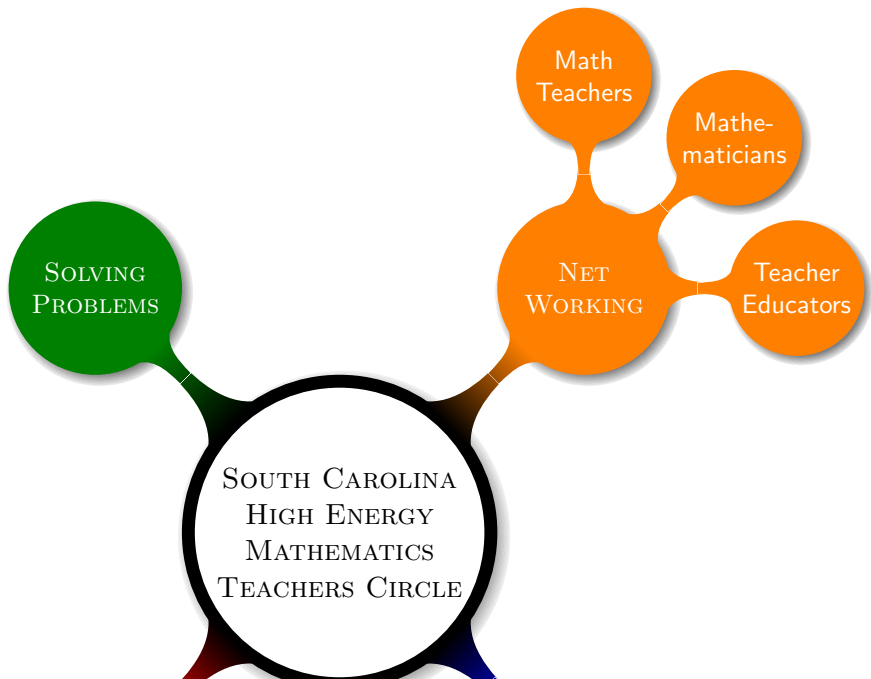 Math
Teachers
Mathe-
maticians
Solving
Problems
Net
Working
Teacher
Educators
South Carolina
High Energy
Mathematics
Teachers Circle